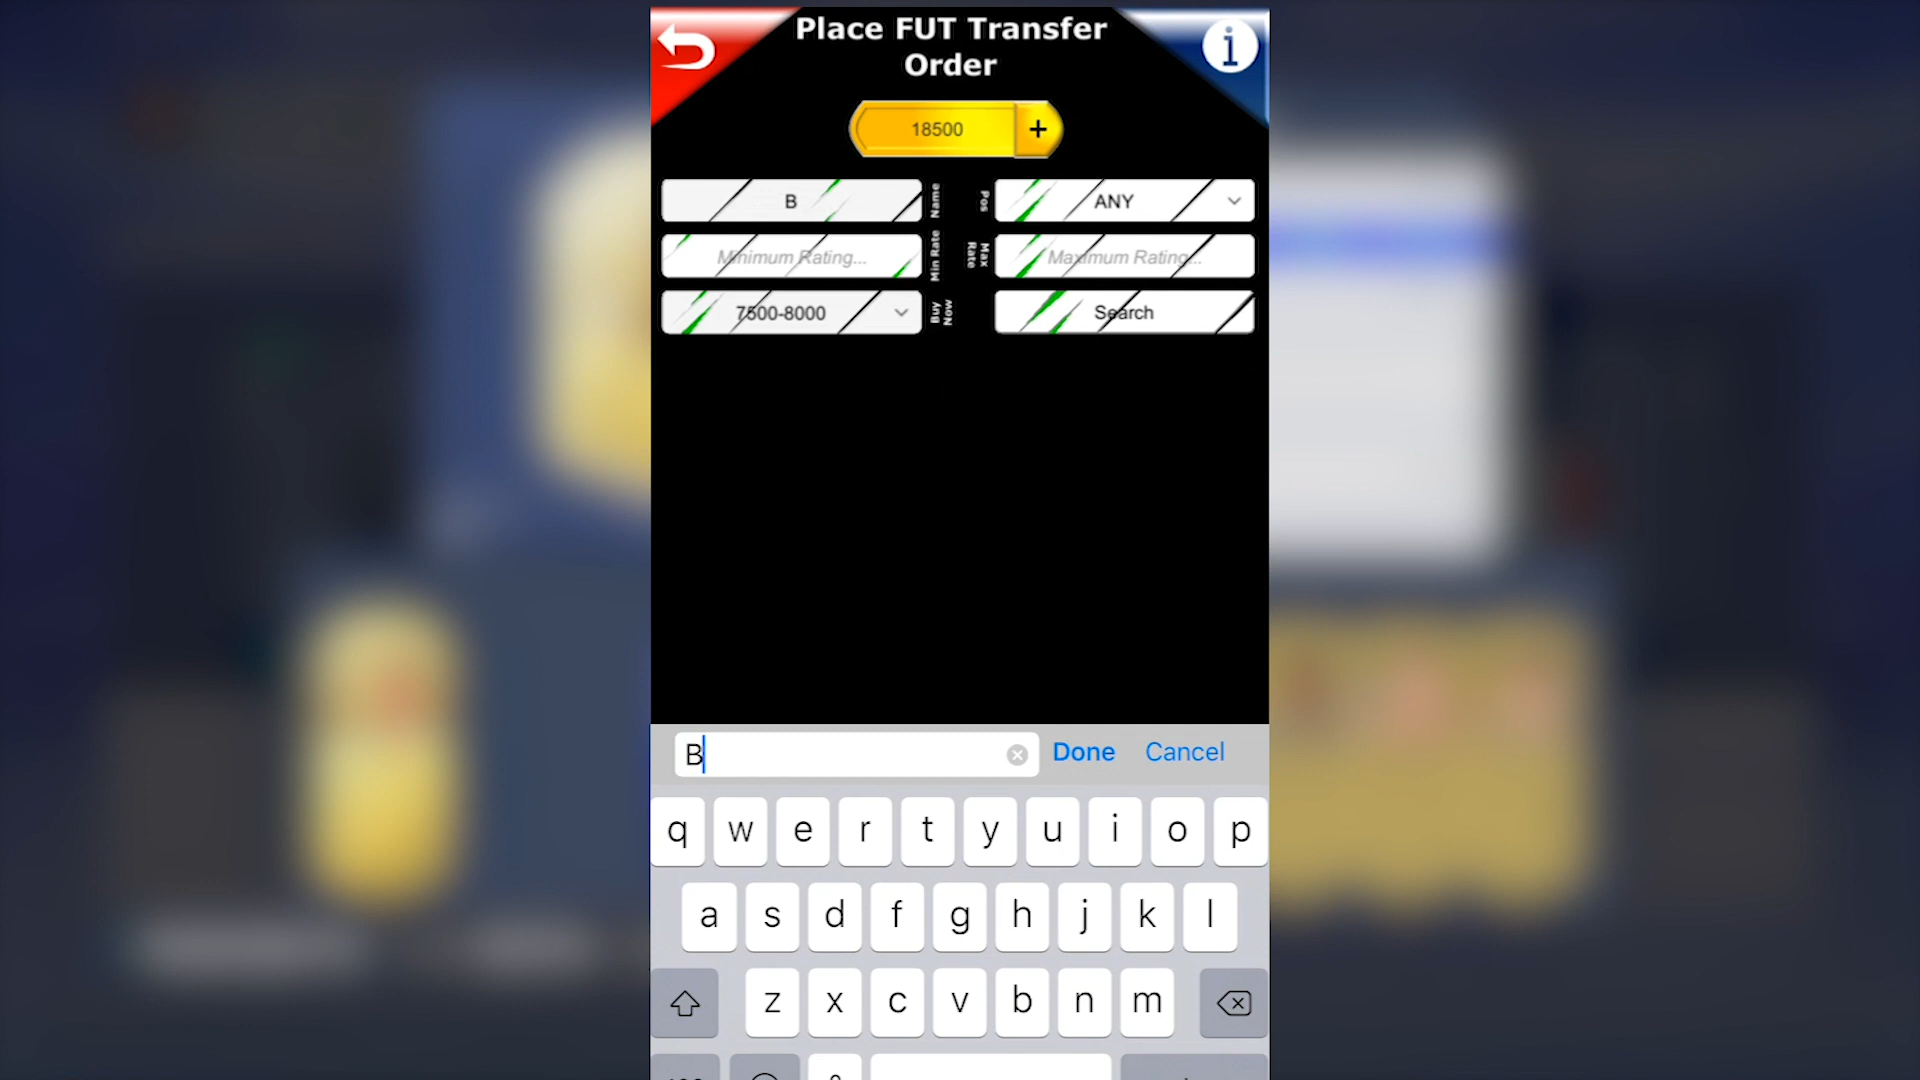 Place FUT Transfer
Order
18500
+
B
Name
Pos
ANY
Minimum Rating...
Min Rate
Max
Rate
Maximum Rating...
7500-8000
Buy
Now
Search
B
Done
Cancel
q w e r t y u i o p
a s d f g h j k l
z x c v b n m